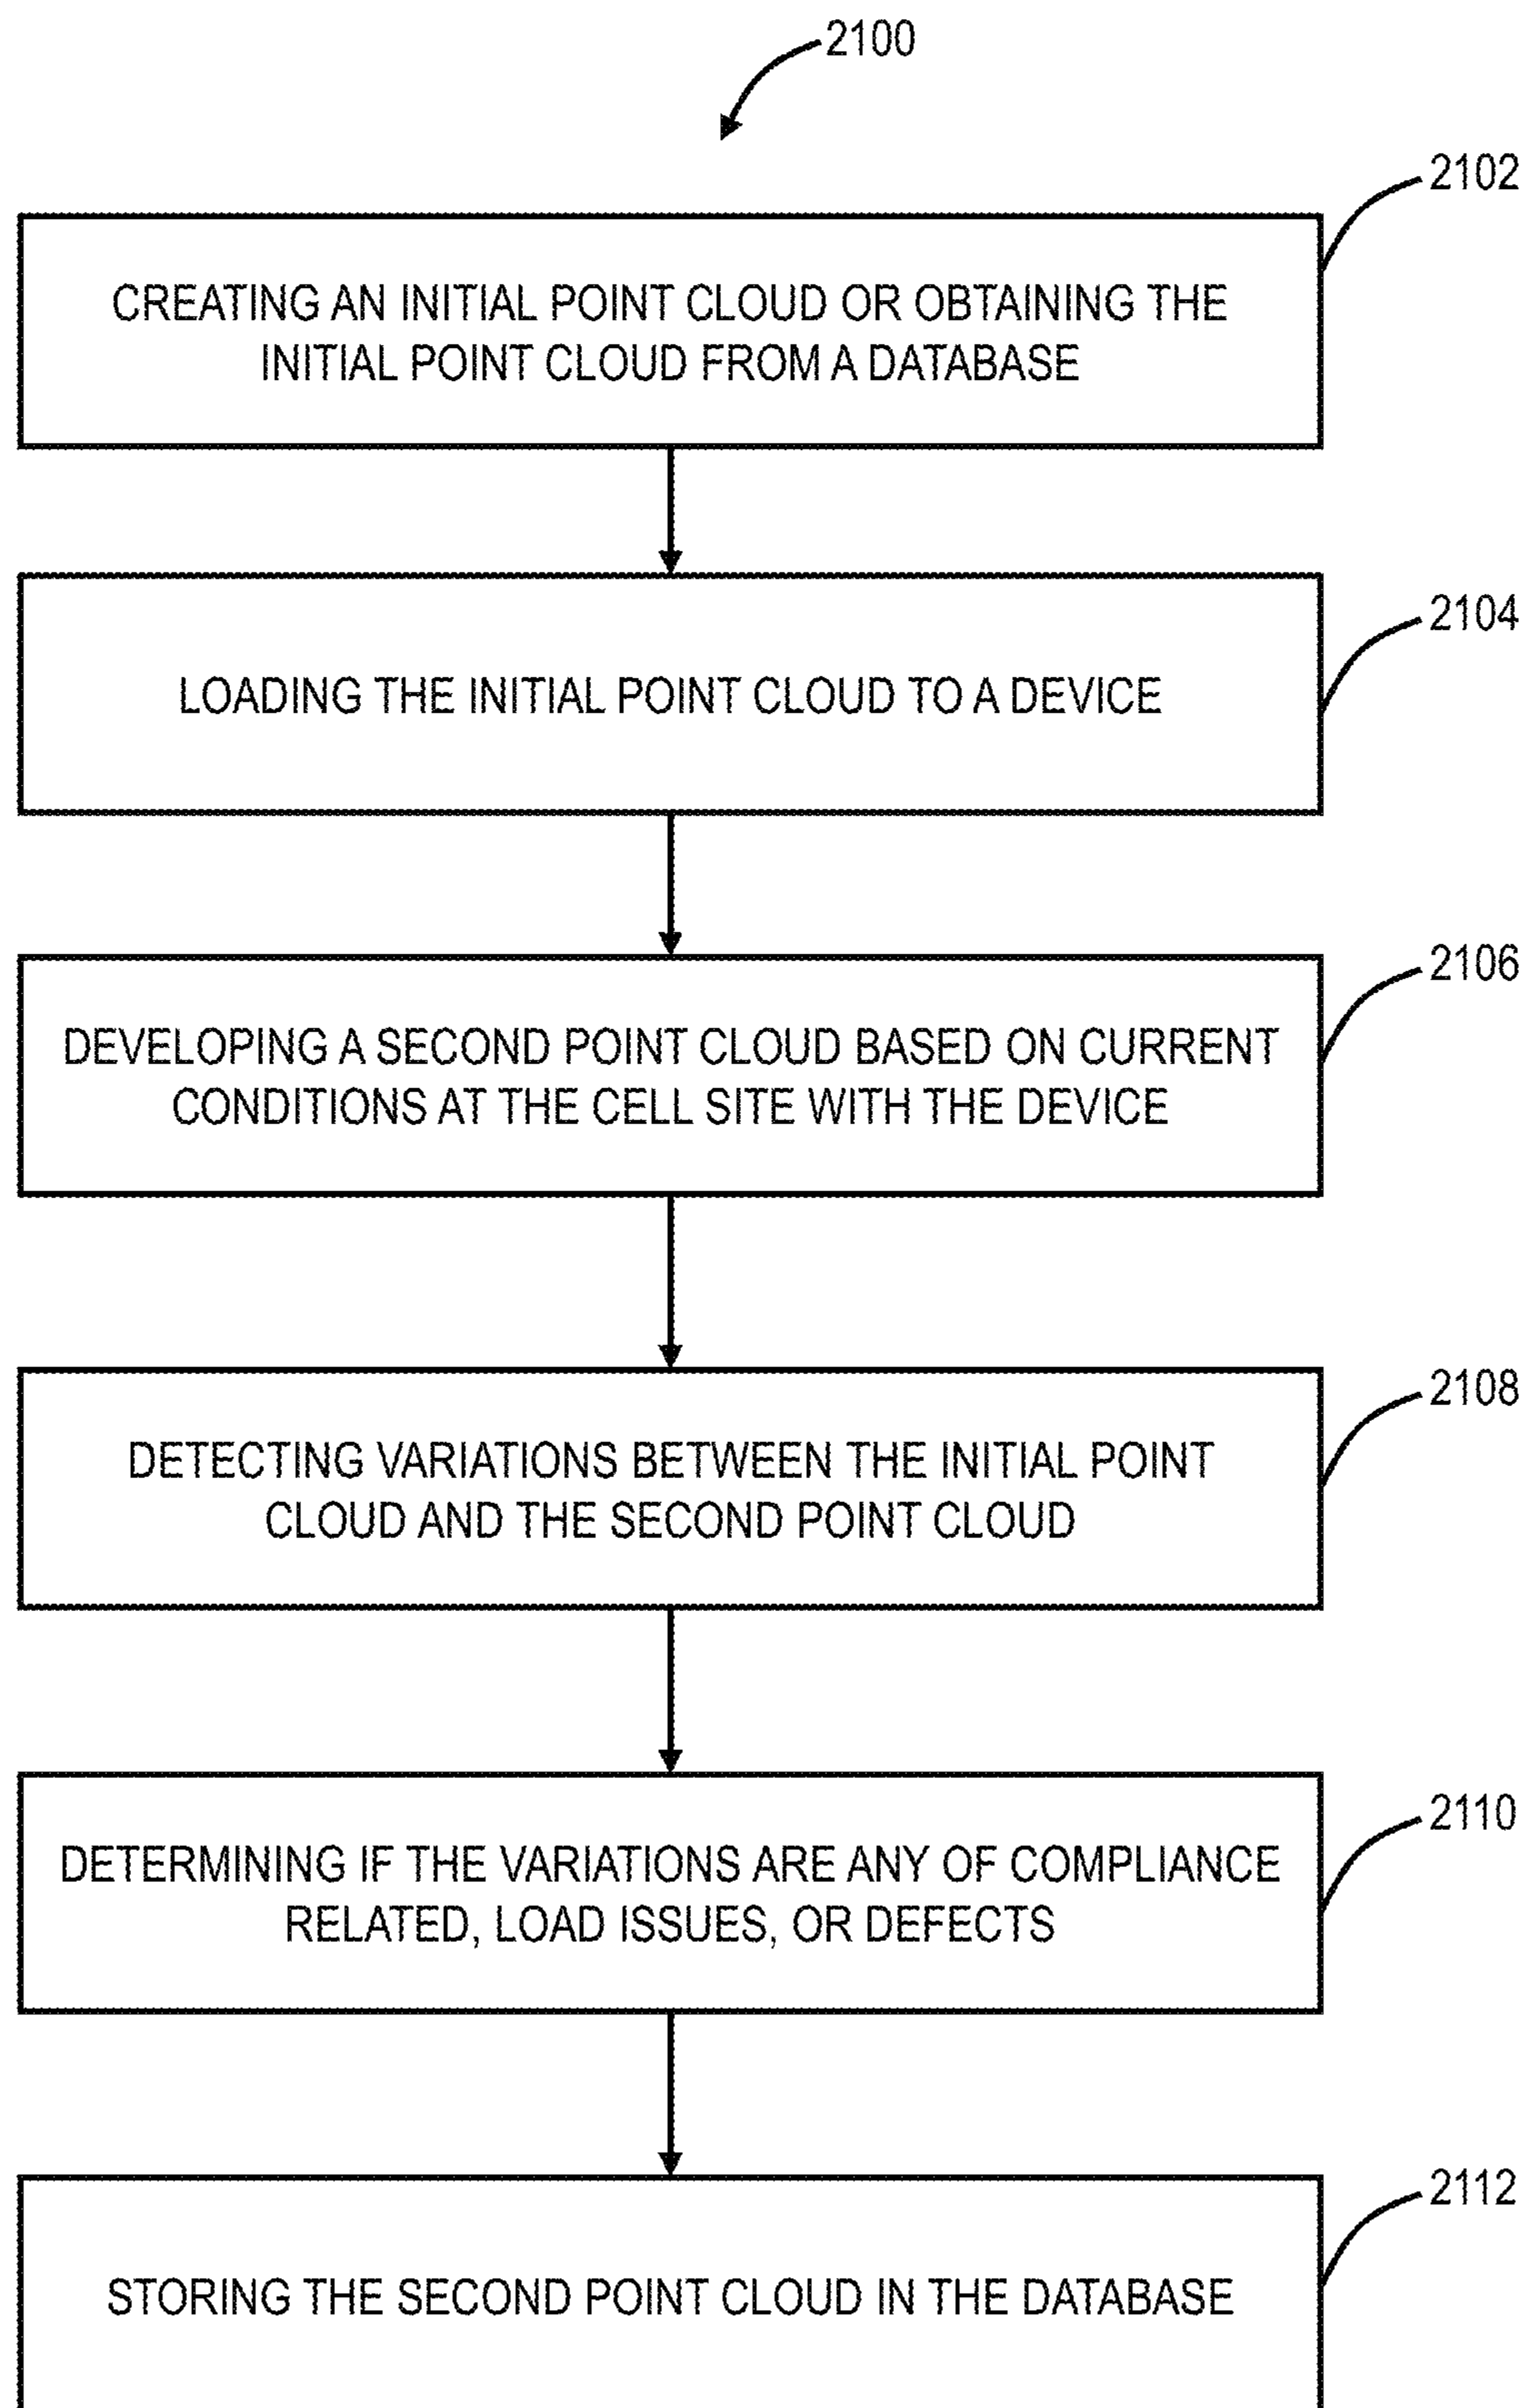 2100
2102
CREATING AN INITIAL POINT CLOUD OR OBTAINING THE
INITIAL POINT CLOUD FROM A DATABASE
2104
LOADING THE INITIAL POINT CLOUD TO A DEVICE
2106
DEVELOPING A SECOND POINT CLOUD BASED ON CURRENT
CONDITIONS AT THE CELL SITE WITH THE DEVICE
2108
DETECTING VARIATIONS BETWEEN THE INITIAL POINT
CLOUD AND THE SECOND POINT CLOUD
2110
DETERMINING IF THE VARIATIONS ARE ANY OF COMPLIANCE
RELATED, LOAD ISSUES, OR DEFECTS
2112
STORING THE SECOND POINT CLOUD IN THE DATABASE